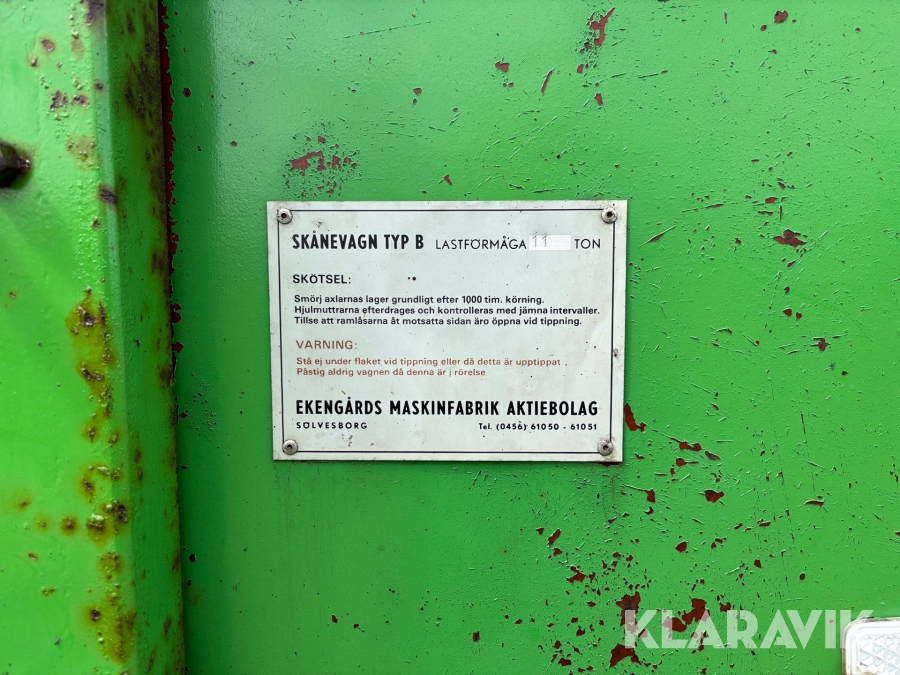 SKÅNEVAGN TYP B LASTFÖRMÅGA 11 TON
SKÖTSEL:
Smörj axlarnas lager grundligt efter 1000 tim. körning.
Hjulmuttrarna efterdrages och kontrolleras med jämna intervaller.
Tillse att ramlåsarna åt motsatta sidan äro öppna vid tippning.
VARNING:
Stå ej under flaket vid tippning eller då detta är upptippat.
Påstig aldrig vagnen då denna är i rörelse
EKENGÅRDS MASKINFABRIK AKTIEBOLAG
SÖLVESBORG Tel. (0456) 61050 - 61051
KLARAVIK